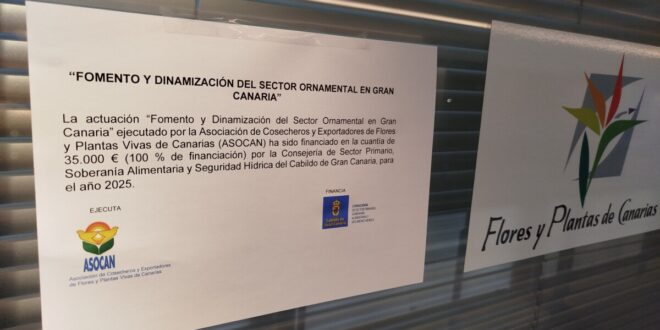 “FOMENTO Y DINAMIZACIÓN DEL SECTOR ORNAMENTAL EN GRAN
CANARIA”
La actuación “Fomento y Dinamización del Sector Ornamental en Gran
Canaria” ejecutado por la Asociación de Cosecheros y Exportadores de Flores
y Plantas Vivas de Canarias (ASOCAN) ha sido financiado en la cuantía de
35.000 € (100 % de financiación) por la Consejería de Sector Primario,
Soberanía Alimentaria y Seguridad Hídrica del Cabildo de Gran Canaria, para
el año 2025.
EJECUTA
FINANCIA
ASOCAN
Asociación de Cosecheros y Exportadores
de Flores y Plantas Vivas de Canarias
Flores y Plantas de Canarias